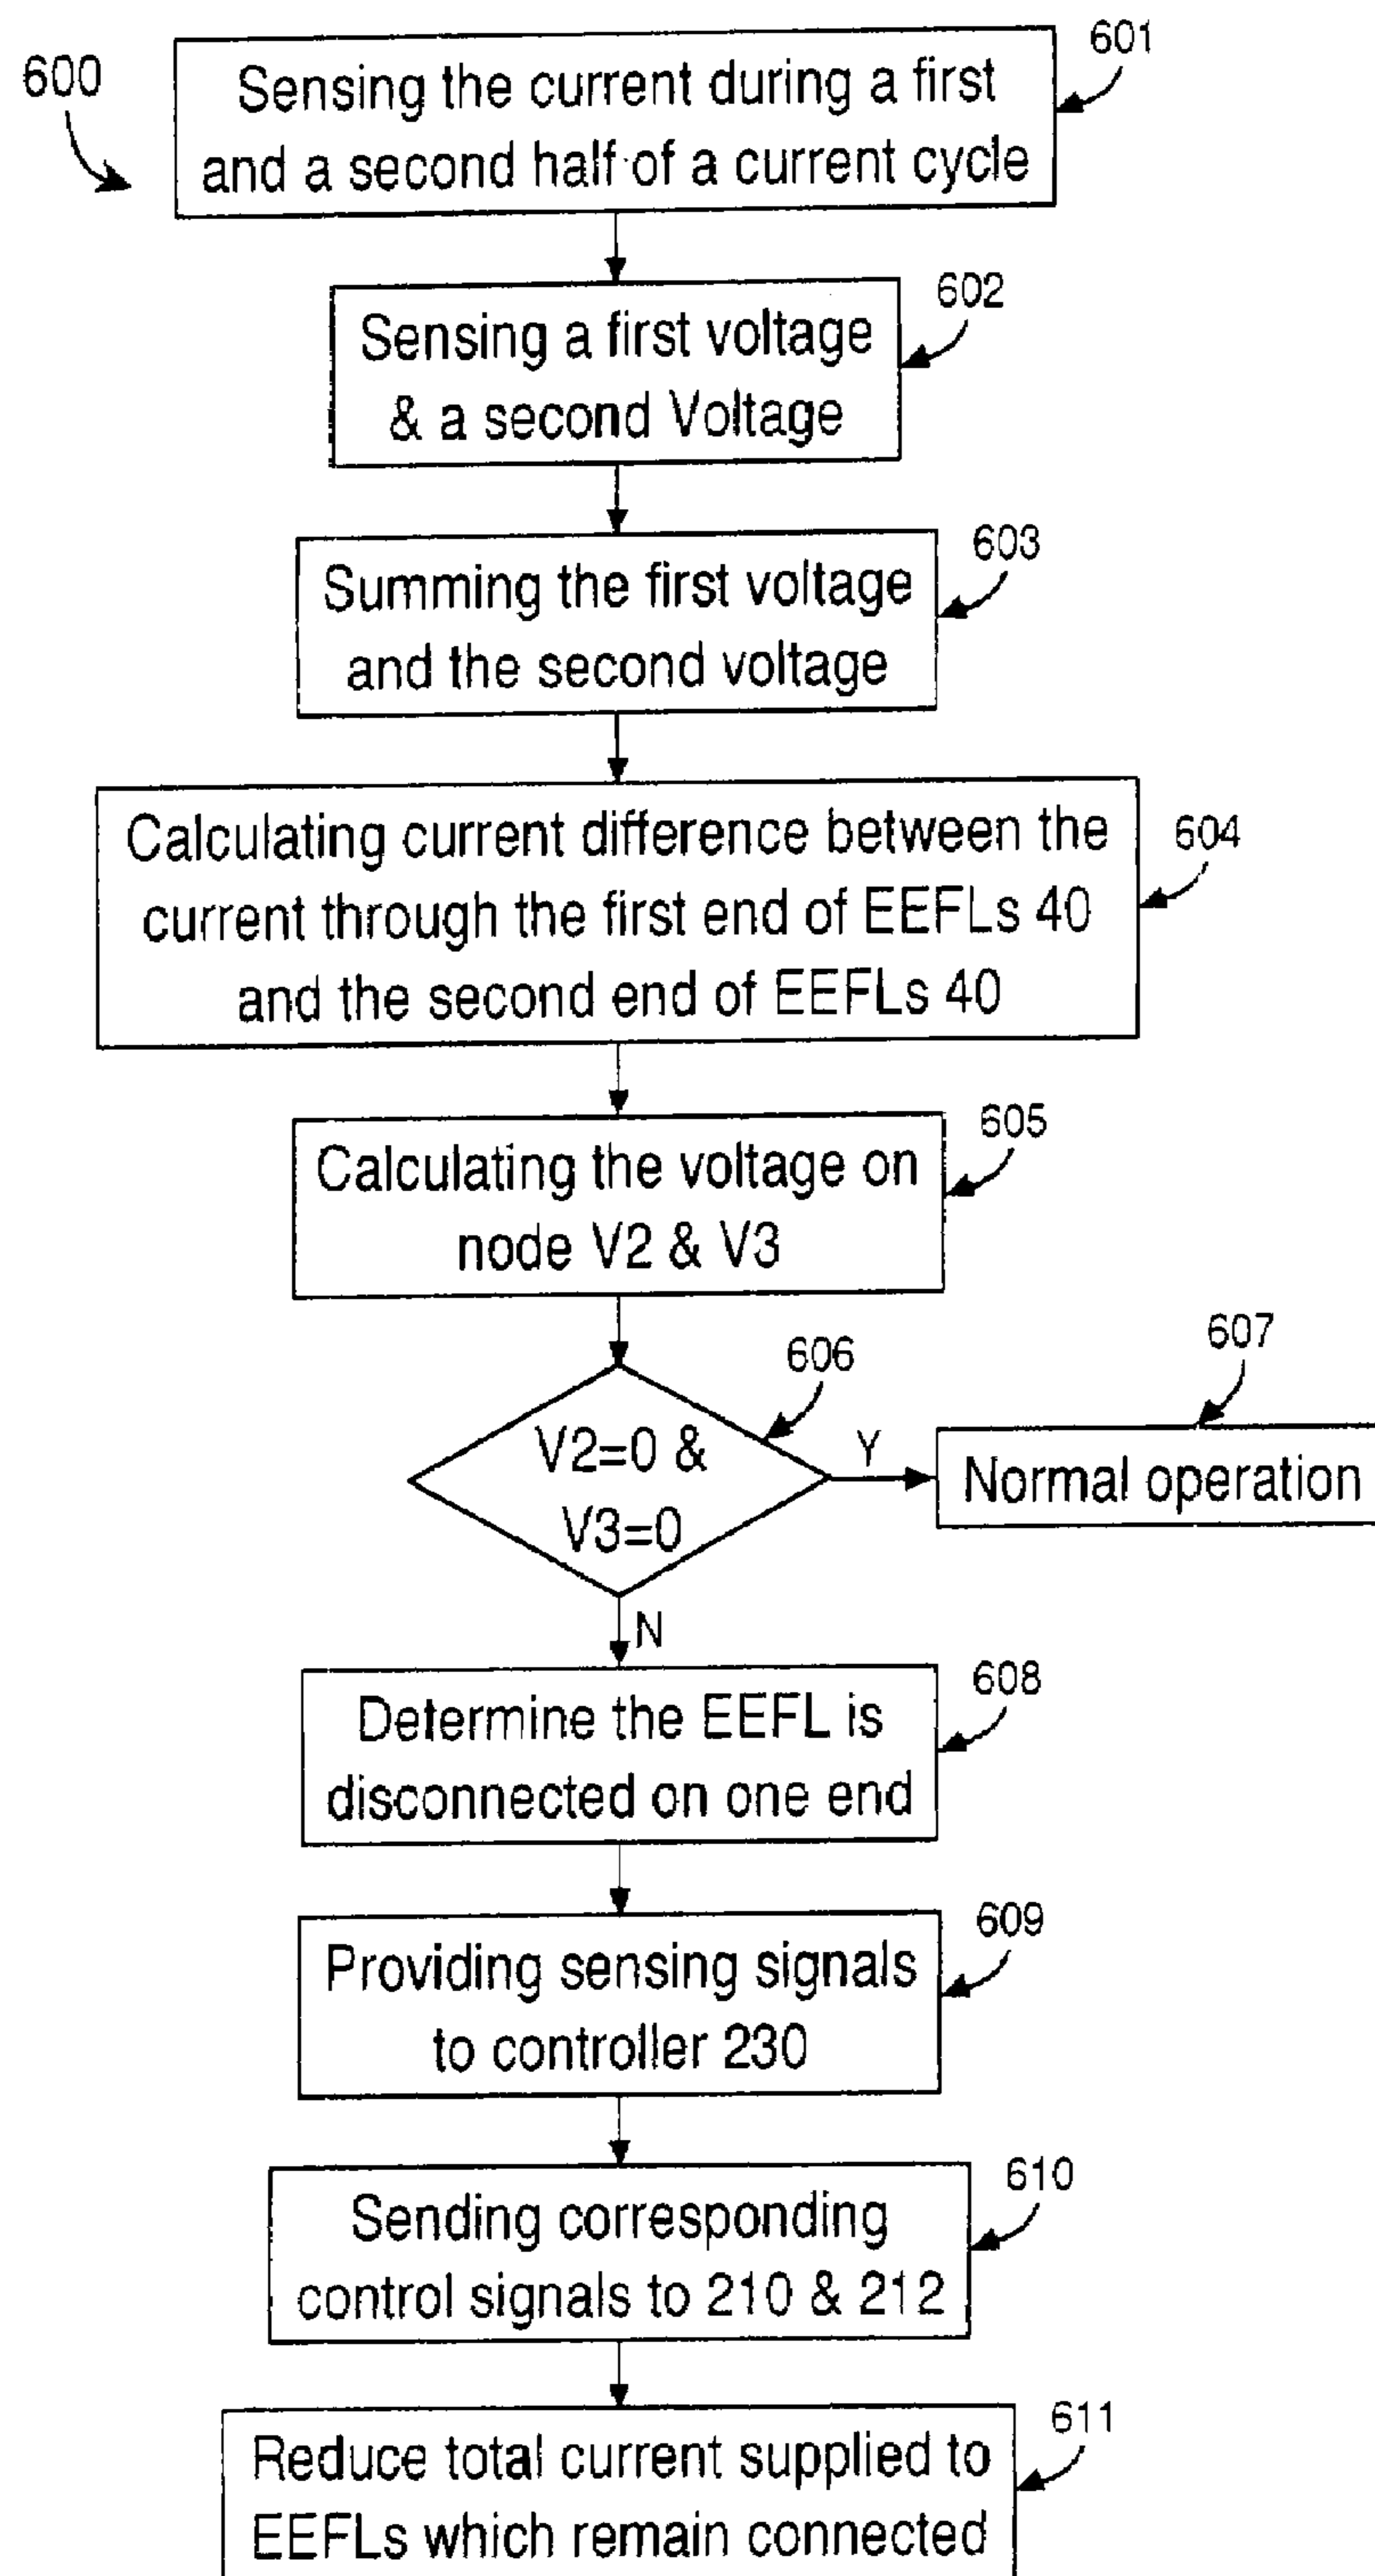 600
601
Sensing the current during a first
and a second half of a current cycle
602
Sensing a first voltage
& a second Voltage
603
Summing the first voltage
and the second voltage
604
Calculating current difference between the
current through the first end of EEFLs 40
and the second end of EEFLs 40
605
Calculating the voltage on
node V2 & V3
606
V2=0 &
V3=0
Y
607
Normal operation
N
608
Determine the EEFL is
disconnected on one end
609
Providing sensing signals
to controller 230
610
Sending corresponding
control signals to 210 & 212
611
Reduce total current supplied to
EEFLs which remain connected